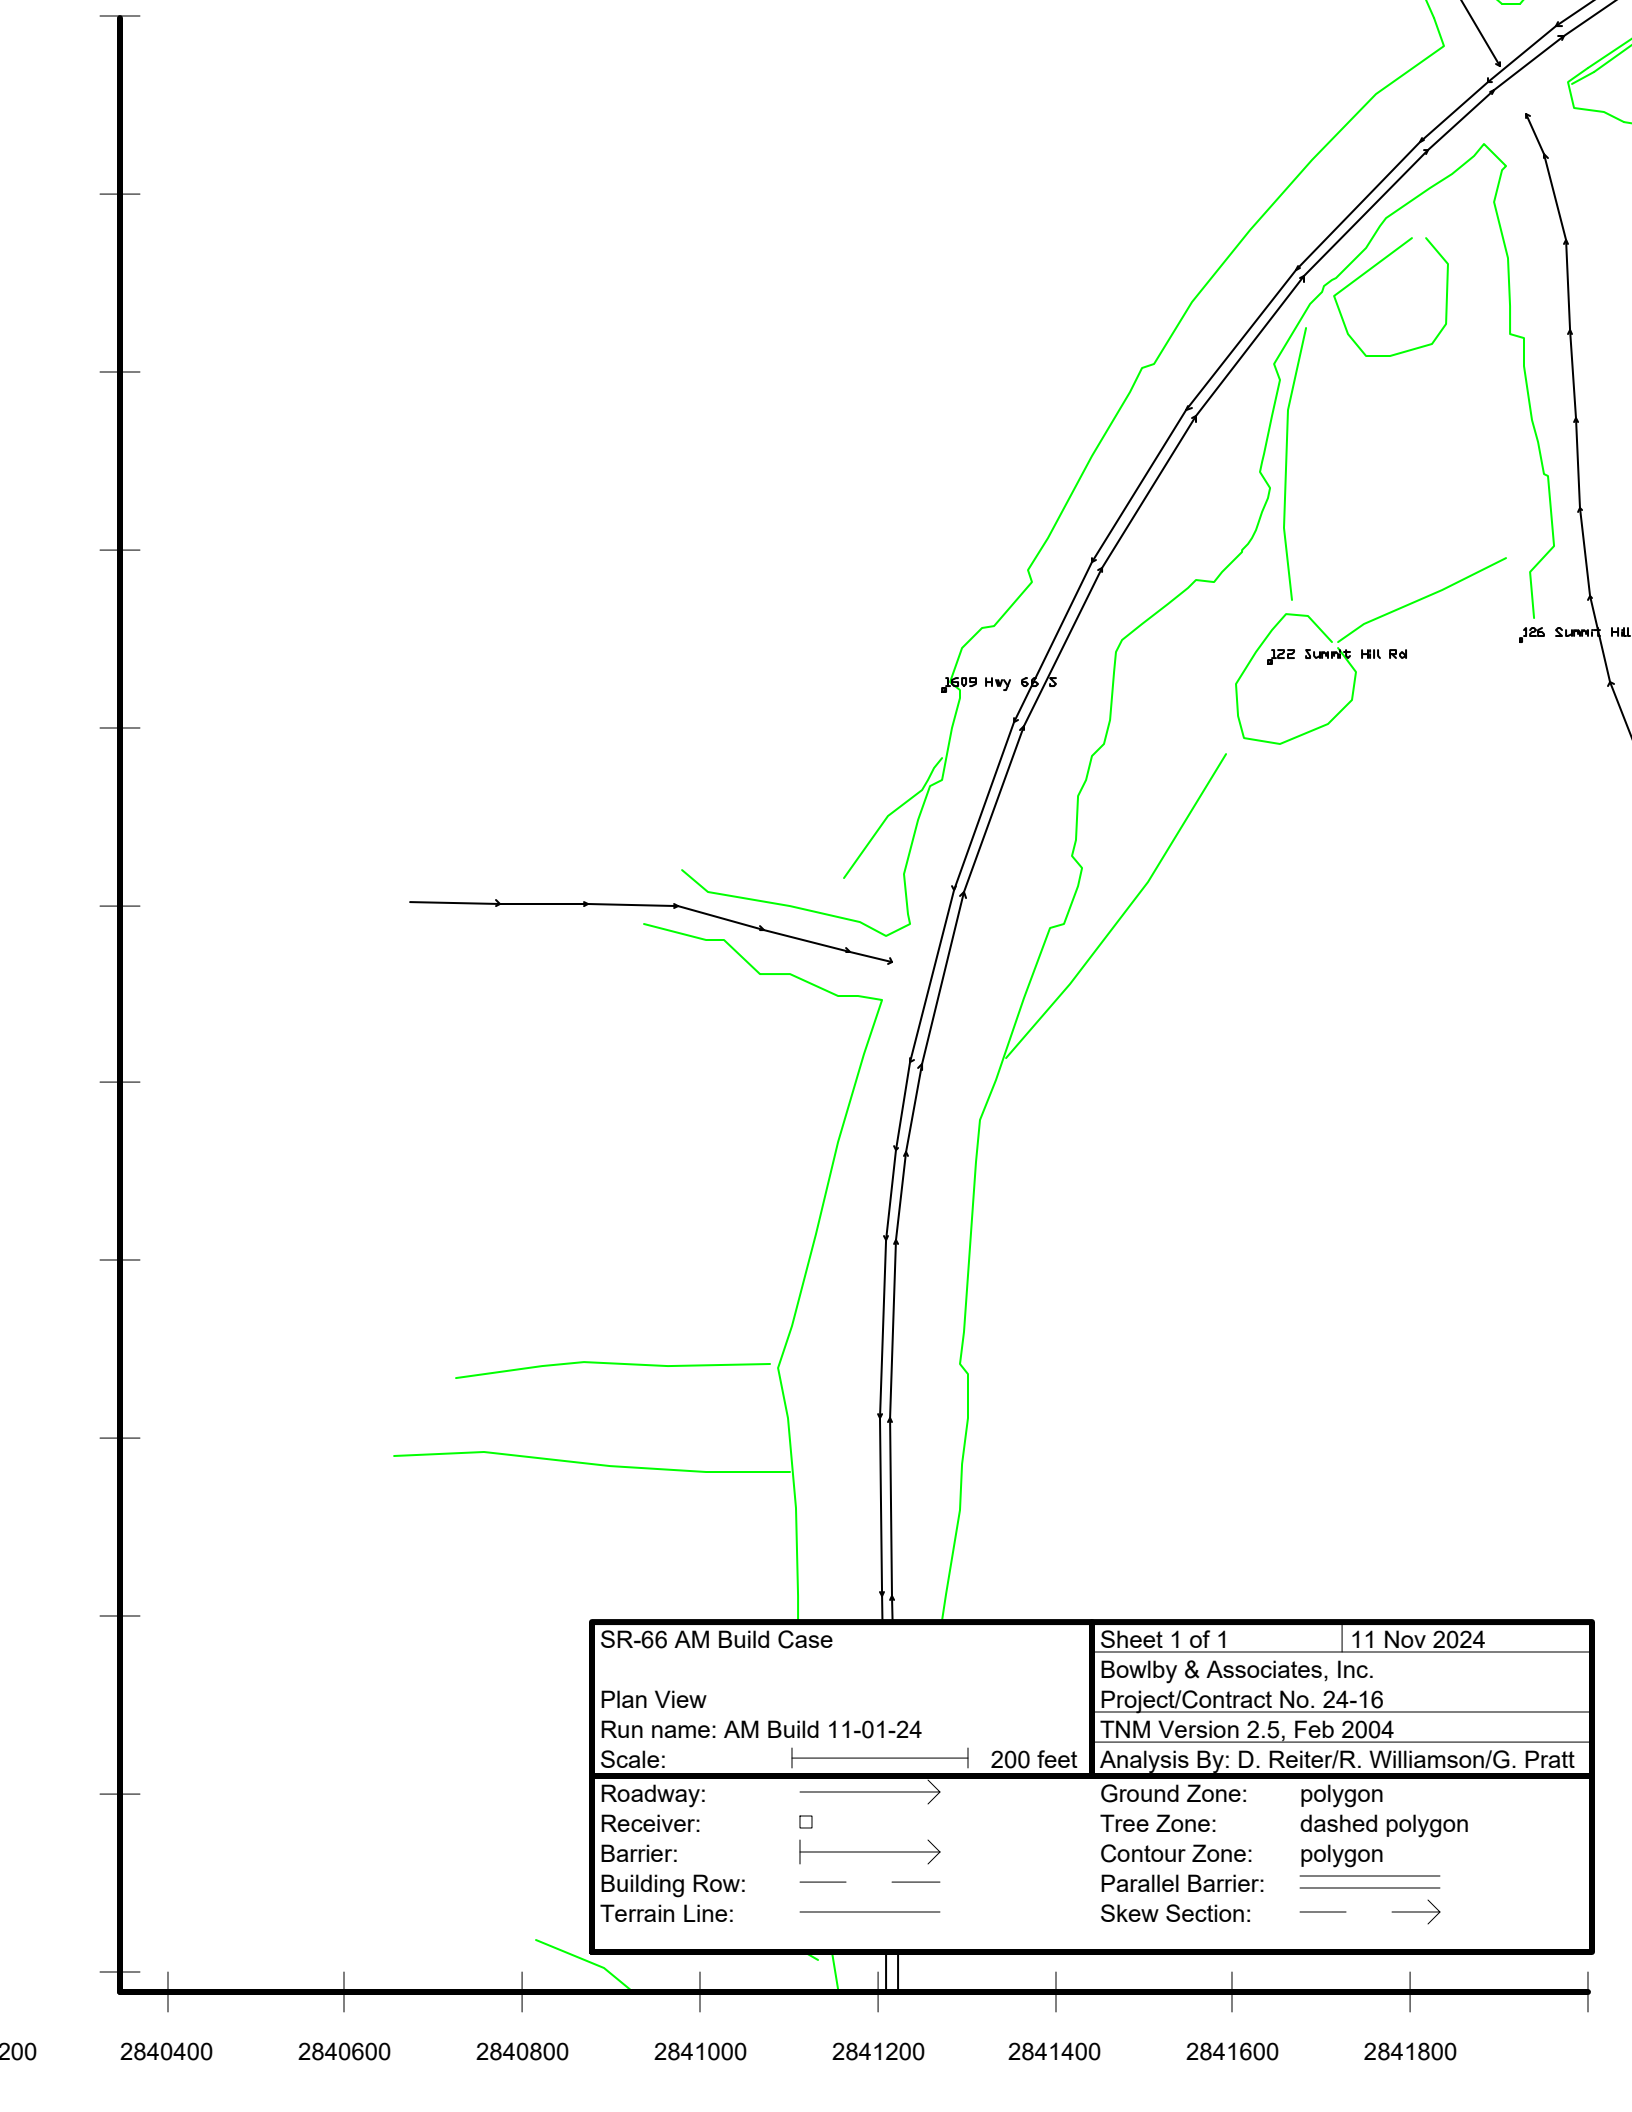 126 Summit Hill
122 Summit Hill Rd
1609 Hwy 66 S
SR-66 AM Build Case
Sheet 1 of 1
11 Nov 2024
Bowlby & Associates, Inc.
Plan View
Project/Contract No. 24-16
Run name: AM Build 11-01-24
TNM Version 2.5, Feb 2004
Scale:
200 feet
Analysis By: D. Reiter/R. Williamson/G. Pratt
Roadway:
Ground Zone:
polygon
Receiver:
Tree Zone:
dashed polygon
Barrier:
Contour Zone:
polygon
Building Row:
Parallel Barrier:
Terrain Line:
Skew Section:
200
2840400
2840600
2840800
2841000
2841200
2841400
2841600
2841800